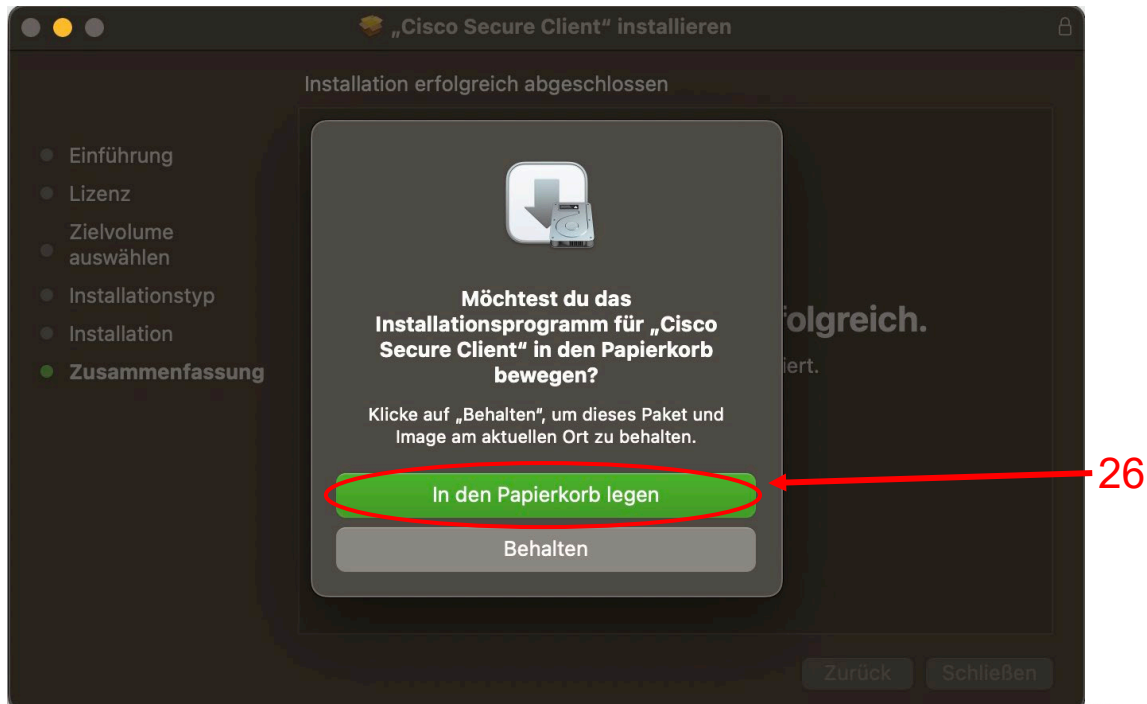 „Cisco Secure Client“ installieren
Installation erfolgreich abgeschlossen
Einführung
Lizenz
Zielvolume
auswählen
Installationstyp
Installation
Zusammenfassung
olgreich.
iert.
Möchtest du das
Installationsprogramm für „Cisco
Secure Client“ in den Papierkorb
bewegen?
Klicke auf „Behalten“, um dieses Paket und
Image am aktuellen Ort zu behalten.
In den Papierkorb legen
26
Behalten
Zurück
Schließen